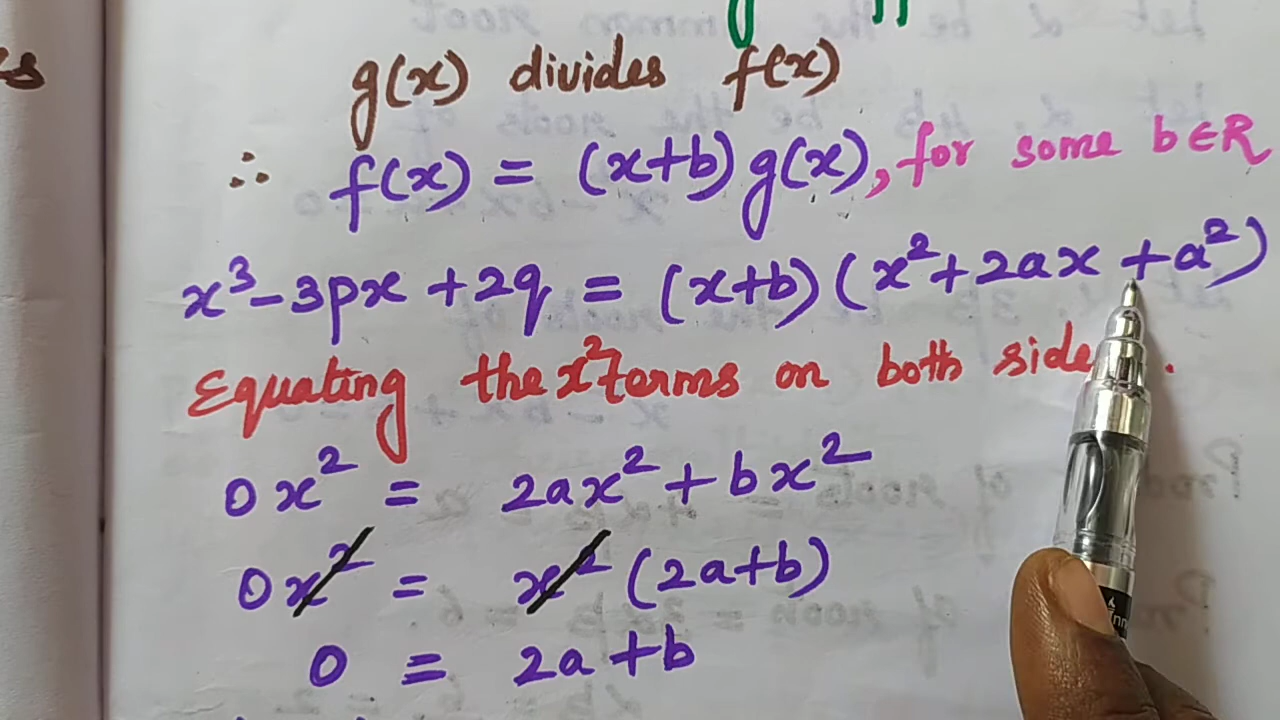 g(x) divides f(x)
∴ f(x) = (x+b) g(x), for some b∈R
x³-3px+2q = (x+b)(x²+2ax+a²)
Equating the x² terms on both side .
0x² = 2ax²+bx²
0x² = x²(2a+b)
0 = 2a+b